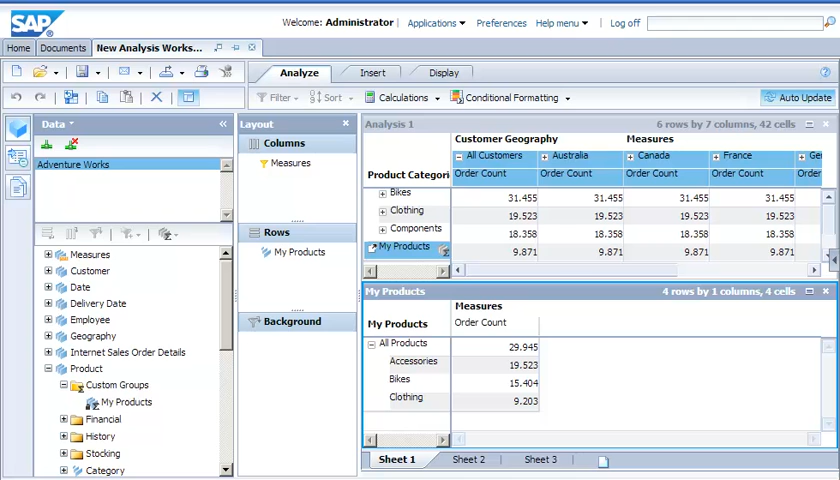 SAP
Welcome: Administrator
Applications
Preferences
Help menu
Log off
Home
Documents
New Analysis Works...
Analyze
Insert
Display
Filter
Sort
Calculations
Conditional Formatting
Auto Update
Data
Adventure Works
Measures
Customer
Date
Delivery Date
Employee
Geography
Internet Sales Order Details
Product
Custom Groups
My Products
Financial
History
Stocking
Category
Layout
Columns
Measures
Rows
My Products
Background
Analysis 1
6 rows by 7 columns, 42 cells
Customer Geography
Measures
All Customers
Australia
Canada
France
Ger
Product Categori
Order Count
Order Count
Order Count
Order Count
Order
Bikes
31.455
31.455
31.455
31.455
Clothing
19.523
19.523
19.523
19.523
Components
18.358
18.358
18.358
18.358
My Products
9.871
9.871
9.871
9.871
My Products
4 rows by 1 columns, 4 cells
Measures
My Products
Order Count
All Products
29.945
Accessories
19.523
Bikes
15.404
Clothing
9.203
Sheet 1
Sheet 2
Sheet 3